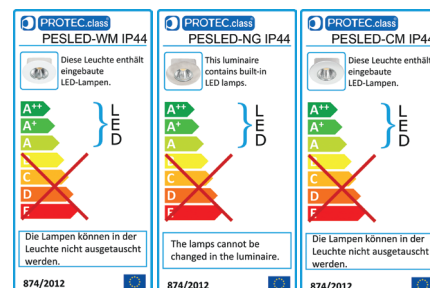 PROTEC.class
PESLED-WM IP44
Diese Leuchte enthält
eingebaute
LED-Lampen.
A++
A+
A
C
D
L
E
D
Die Lampen können in der
Leuchte nicht ausgetauscht
werden.
874/2012
PROTEC.class
PESLED-NG IP44
This luminaire
contains built-in
LED lamps.
A++
A+
A
C
D
L
E
D
The lamps cannot be
changed in the luminaire.
874/2012
PROTEC.class
PESLED-CM IP44
Diese Leuchte enthält
eingebaute
LED-Lampen.
A++
A+
A
C
D
L
E
D
Die Lampen können in der
Leuchte nicht ausgetauscht
werden.
874/2012